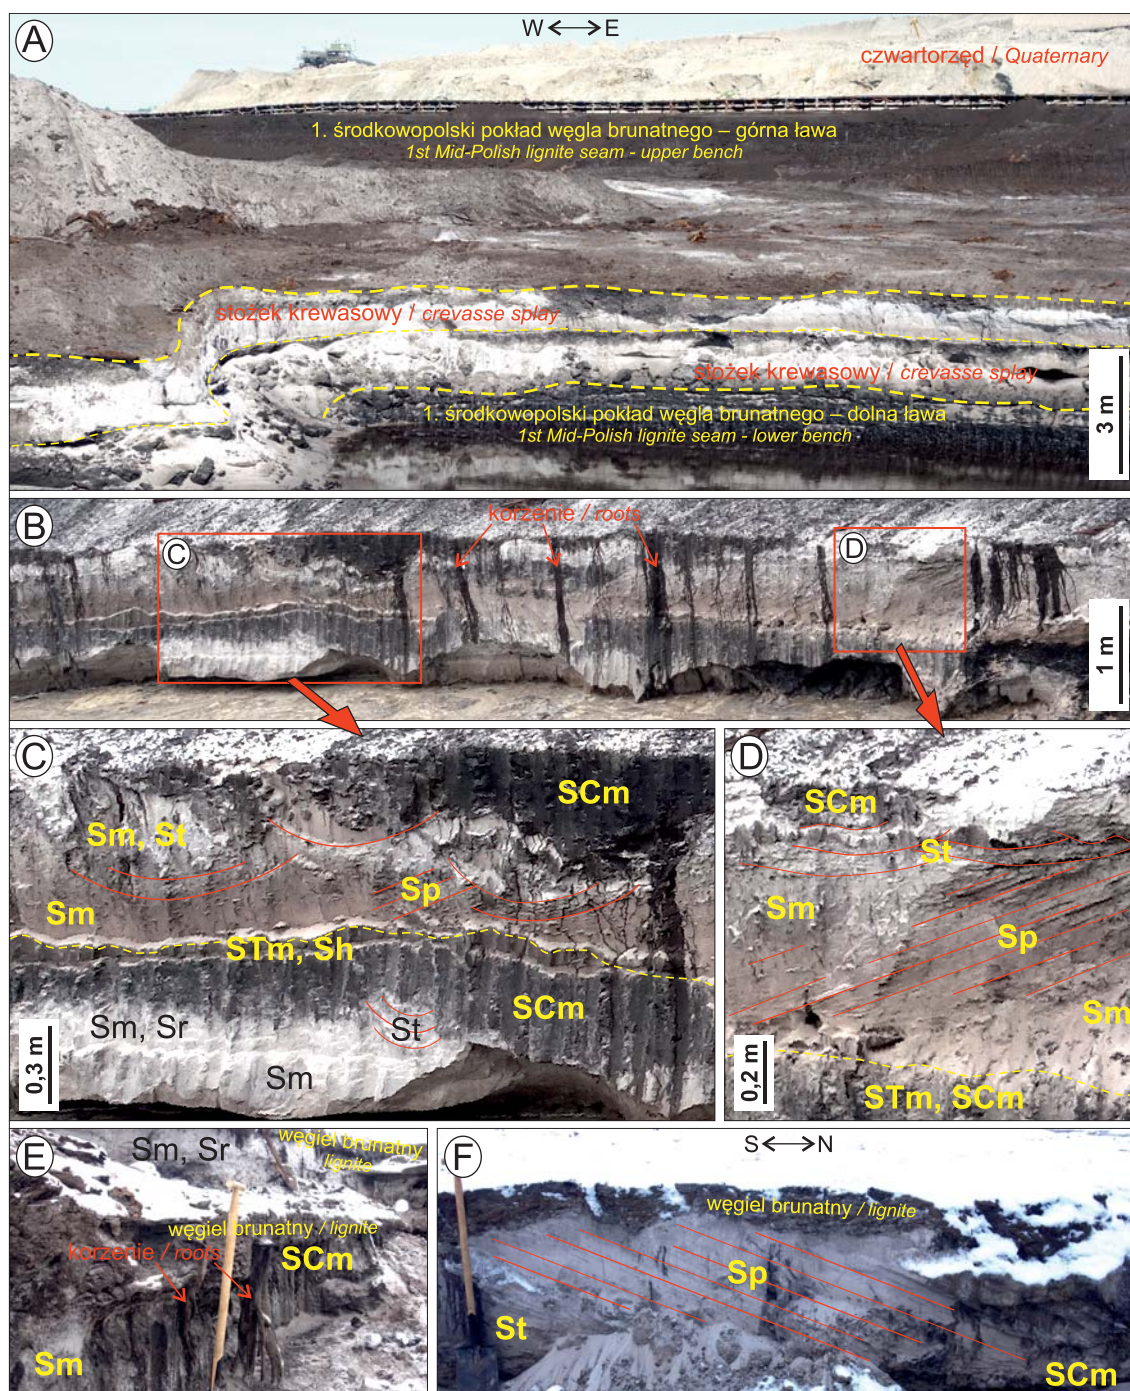 A
W E
czwartorzęd / Quaternary
1. środkowopolski pokład węgla brunatnego – górna ława
1st Mid-Polish lignite seam - upper bench
stożek krewasowy / crevasse splay
stożek krewasowy / crevasse splay
1. środkowopolski pokład węgla brunatnego – dolna ława
1st Mid-Polish lignite seam - lower bench
3 m
B
korzenie / roots
C
D
1 m
C
SCm
Sm, St
Sp
Sm
STm, Sh
SCm
Sm, Sr
St
Sm
0,3 m
D
SCm
St
Sm
Sp
Sm
0,2 m
STm, SCm
E
Sm, Sr
węgiel brunatny
lignite
węgiel brunatny / lignite
korzenie / roots
SCm
Sm
F
S N
węgiel brunatny / lignite
Sp
St
SCm